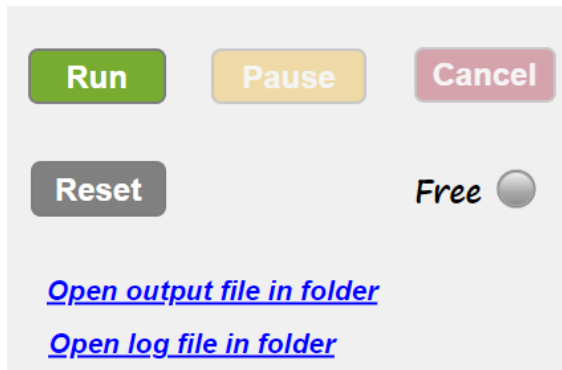 Run Pause Cancel
Reset Free
Open output file in folder
Open log file in folder